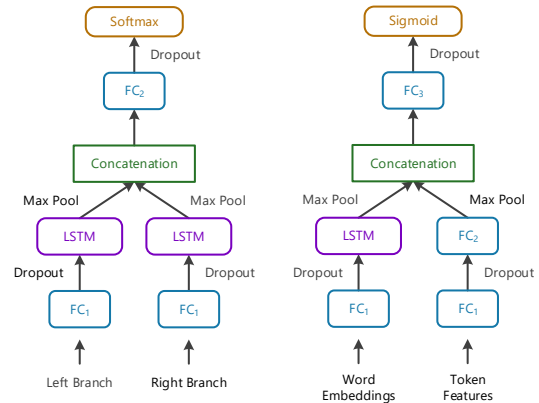 Softmax
Dropout
FC₂
Concatenation
Max Pool Max Pool
LSTM LSTM
Dropout Dropout
FC₁ FC₁
Left Branch Right Branch
Sigmoid
Dropout
FC₃
Concatenation
Max Pool Max Pool
LSTM FC₂
Dropout Dropout
FC₁ FC₁
Word
Embeddings
Token
Features